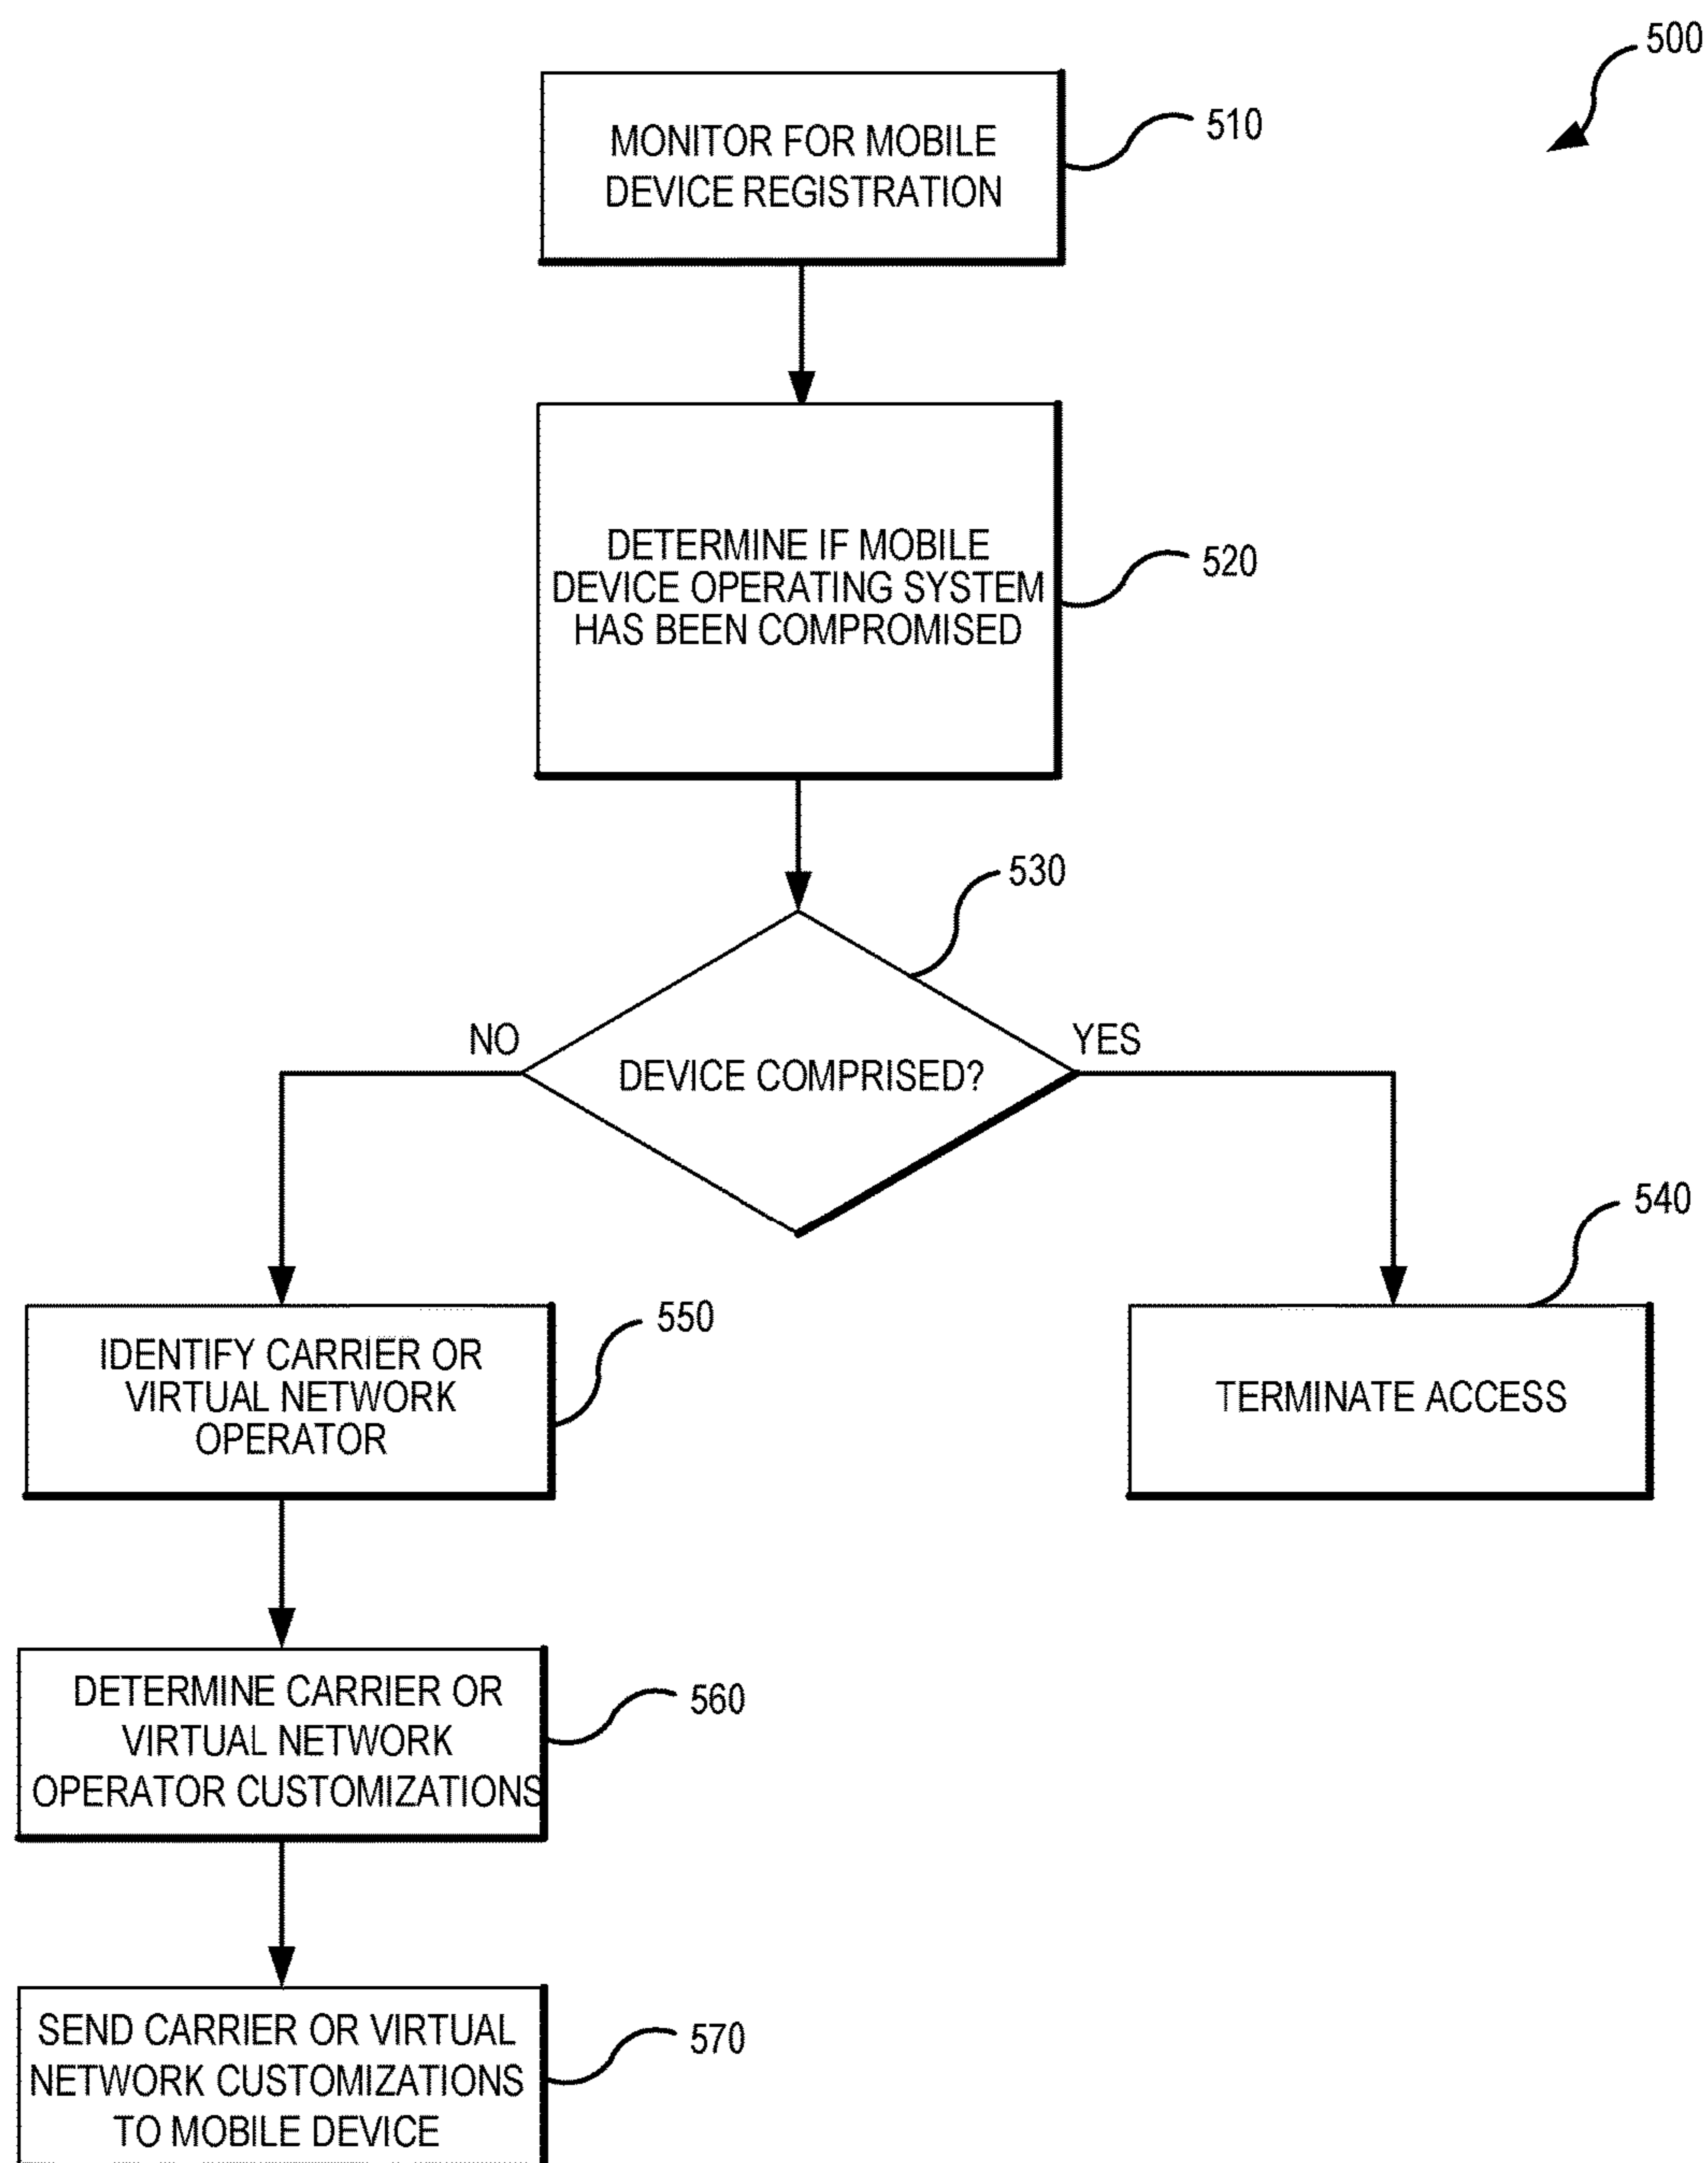 500
MONITOR FOR MOBILE
DEVICE REGISTRATION
510
DETERMINE IF MOBILE
DEVICE OPERATING SYSTEM
HAS BEEN COMPROMISED
520
530
NO
YES
DEVICE COMPRISED?
540
550
IDENTIFY CARRIER OR
VIRTUAL NETWORK
OPERATOR
TERMINATE ACCESS
DETERMINE CARRIER OR
VIRTUAL NETWORK
OPERATOR CUSTOMIZATIONS
560
SEND CARRIER OR VIRTUAL
NETWORK CUSTOMIZATIONS
TO MOBILE DEVICE
570